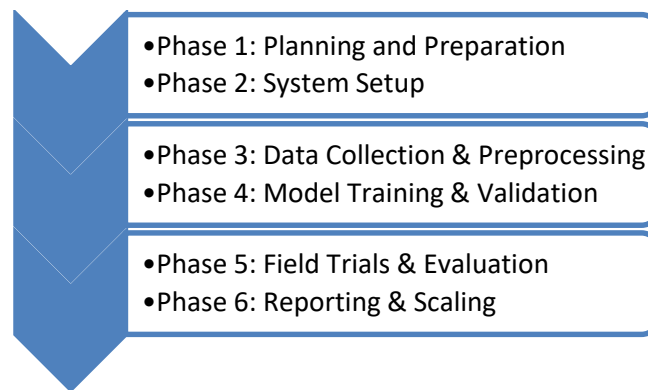 •Phase 1: Planning and Preparation
•Phase 2: System Setup
•Phase 3: Data Collection & Preprocessing
•Phase 4: Model Training & Validation
•Phase 5: Field Trials & Evaluation
•Phase 6: Reporting & Scaling